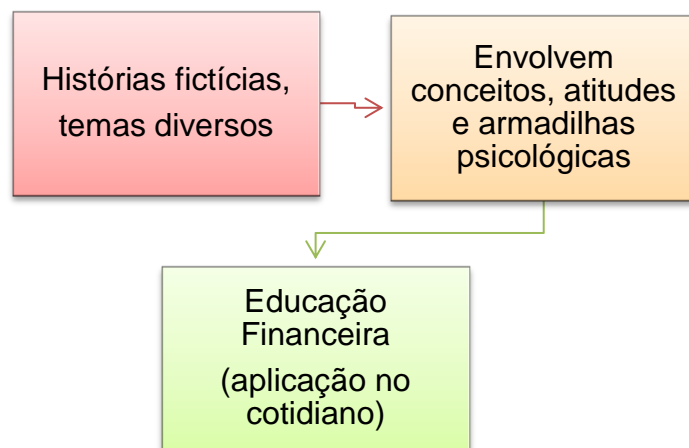 Histórias fictícias,
temas diversos
Envolvem
conceitos, atitudes
e armadilhas
psicológicas
Educação
Financeira
(aplicação no
cotidiano)